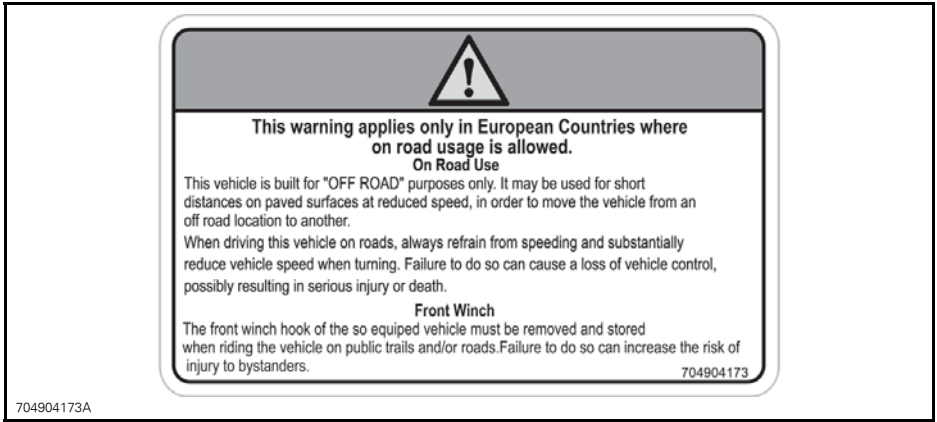 This warning applies only in European Countries where
on road usage is allowed.
On Road Use
This vehicle is built for "OFF ROAD" purposes only. It may be used for short
distances on paved surfaces at reduced speed, in order to move the vehicle from an
off road location to another.
When driving this vehicle on roads, always refrain from speeding and substantially
reduce vehicle speed when turning. Failure to do so can cause a loss of vehicle control,
possibly resulting in serious injury or death.
Front Winch
The front winch hook of the so equiped vehicle must be removed and stored
when riding the vehicle on public trails and/or roads.Failure to do so can increase the risk of
injury to bystanders.
704904173
704904173A